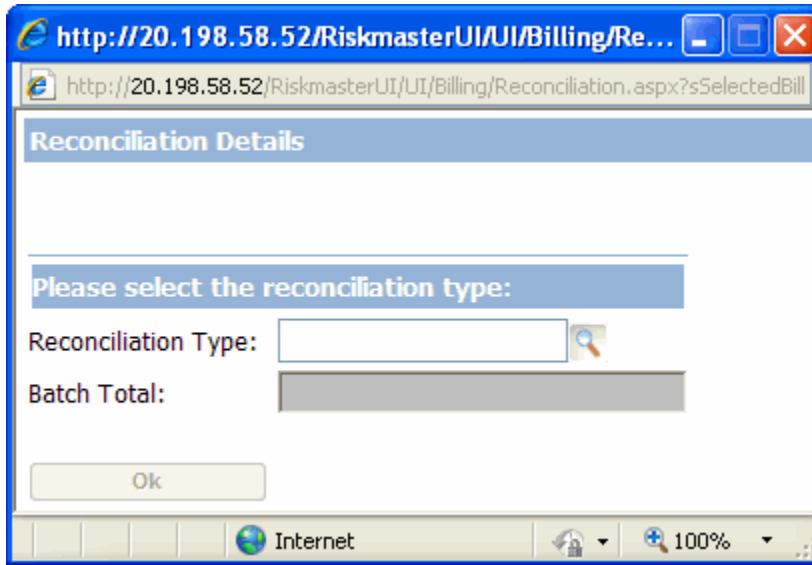 http://20.198.58.52/RiskmasterUI/UI/Billing/Re...
http://20.198.58.52/RiskmasterUI/UI/Billing/Reconciliation.aspx?sSelectedBill
Reconciliation Details
Please select the reconciliation type:
Reconciliation Type:
Batch Total:
Ok
Internet 100%